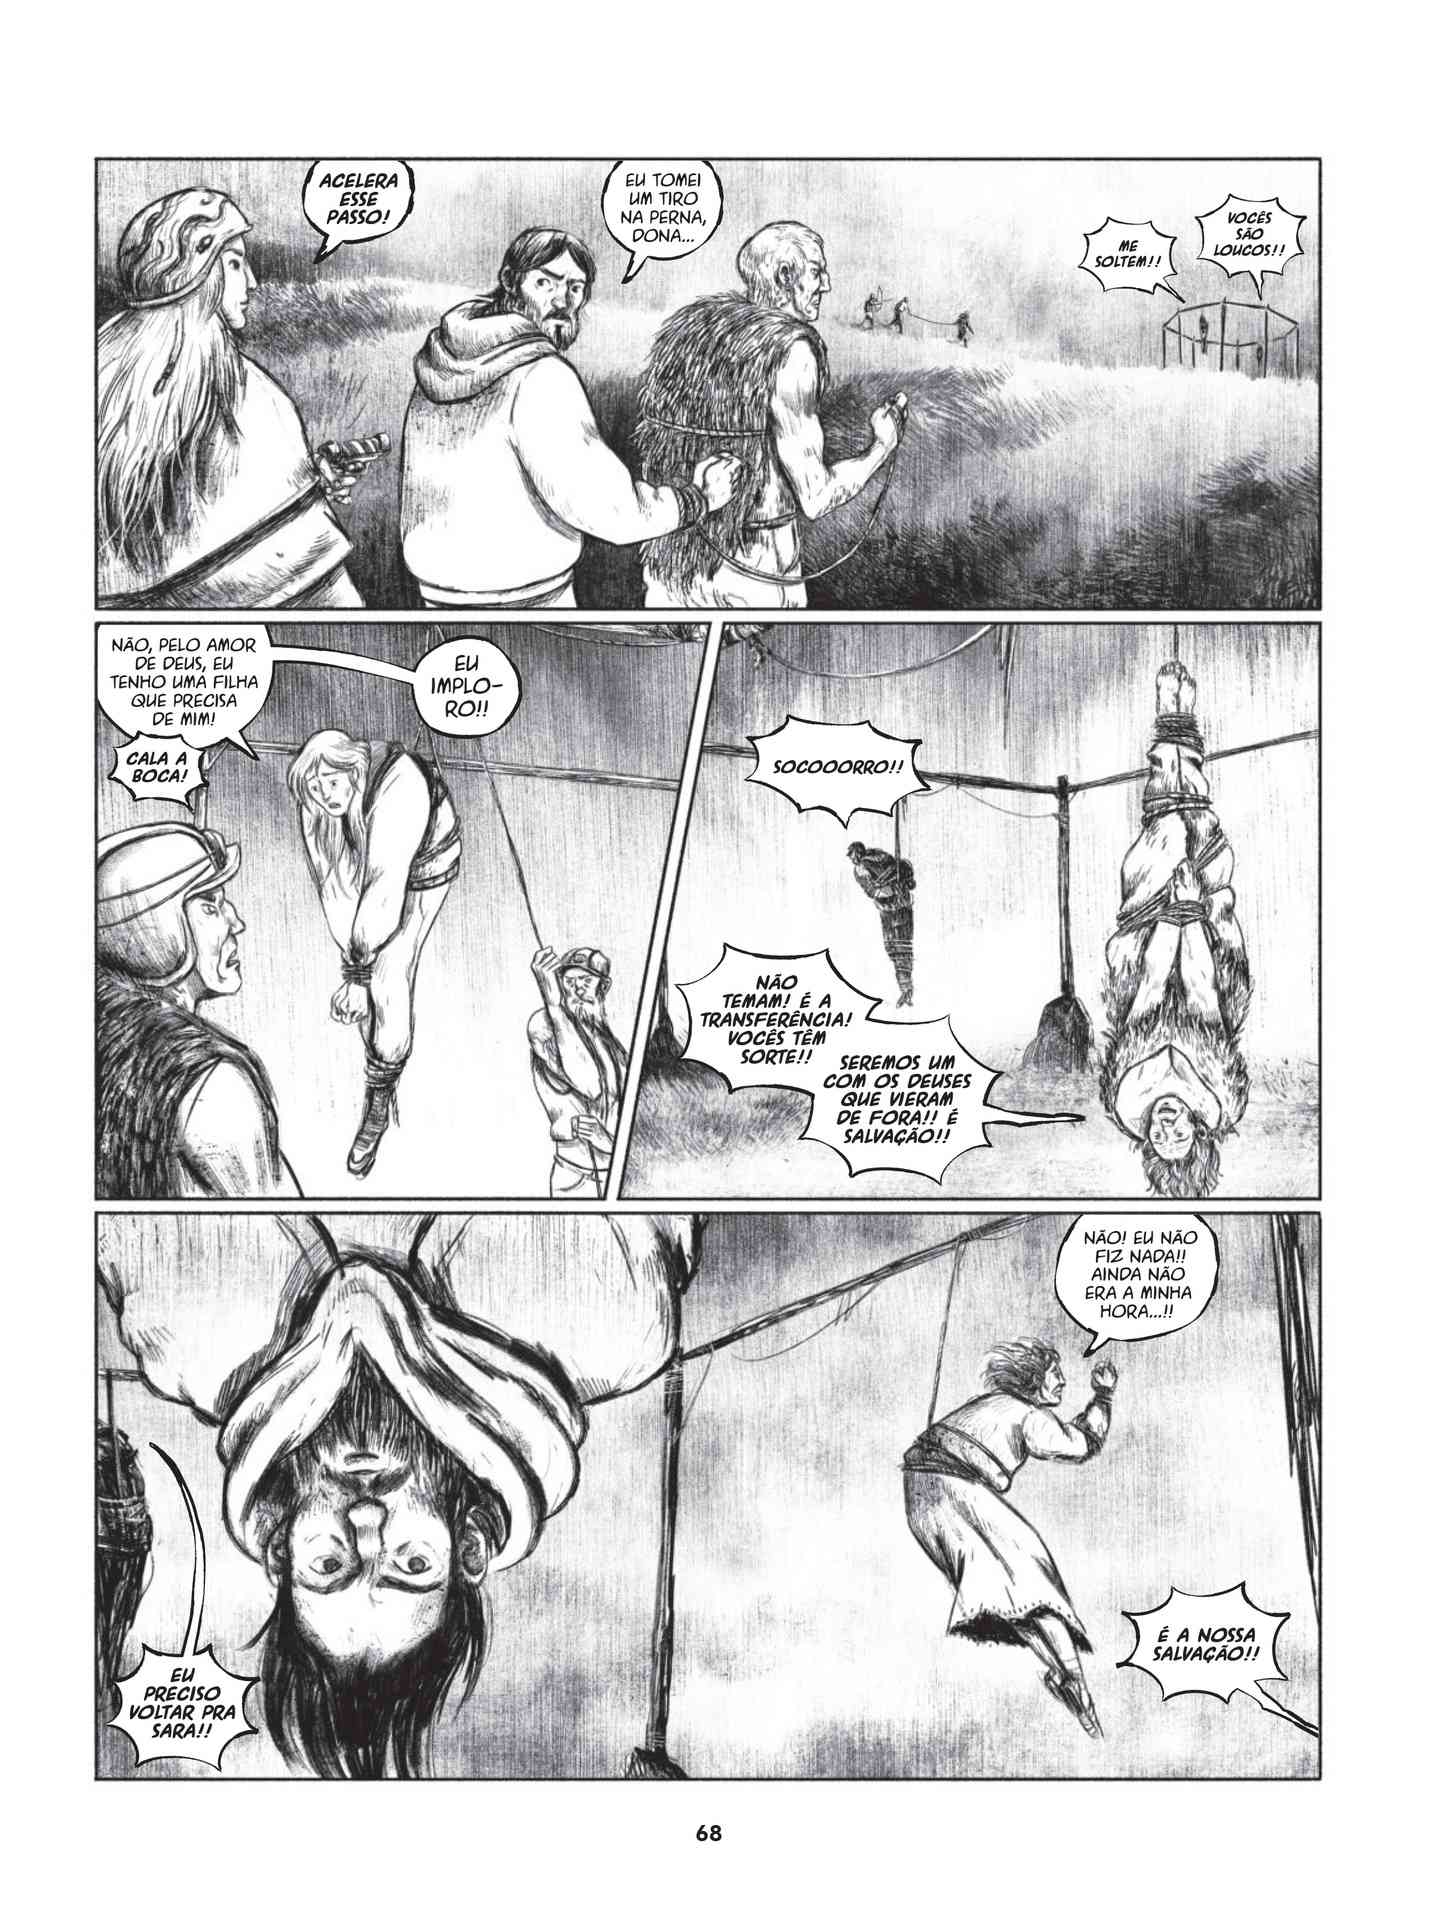 ACELERA
ESSE
PASSO!
EU TOMEI
UM TIRO
NA PERNA,
DONA...
ME
SOLTEM!!
VOCÊS
SÃO
LOUCOS!!
NÃO, PELO AMOR
DE DEUS, EU
TENHO UMA FILHA
QUE PRECISA
DE MIM!
EU
IMPLO-
RO!!
CALA A
BOCA!
SOCOOORRO!!
NÃO
TEMAM! É A
TRANSFERÊNCIA!
VOCÊS TÊM
SORTE!!
SEREMOS UM
COM OS DEUSES
QUE VIERAM
DE FORA!! É
SALVAÇÃO!!
NÃO! EU NÃO
FIZ NADA!!
AINDA NÃO
ERA A MINHA
HORA...!!
EU
PRECISO
VOLTAR PRA
SARA!!
É A NOSSA
SALVAÇÃO!!
68